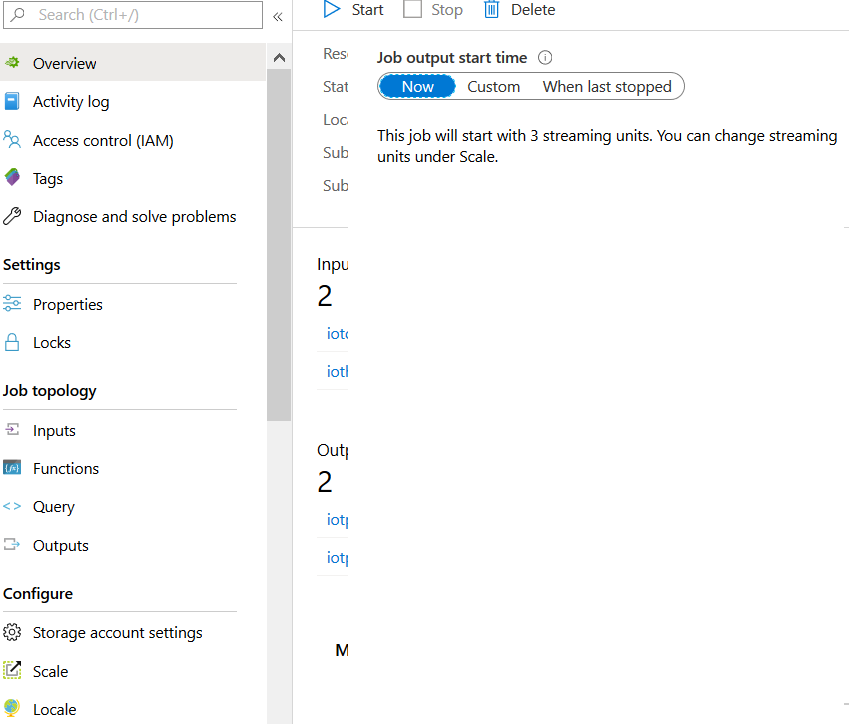 Search (Ctrl+/)
«
Overview
Activity log
Access control (IAM)
Tags
Diagnose and solve problems
Settings
Properties
Locks
Job topology
Inputs
Functions
Query
Outputs
Configure
Storage account settings
Scale
Locale
Start Stop Delete
Res
Stat
Loca
Sub
Sub
Inpu
2
ioto
Outp
2
iotp
iotp
M
Job output start time
Now Custom When last stopped
This job will start with 3 streaming units. You can change streaming
units under Scale.